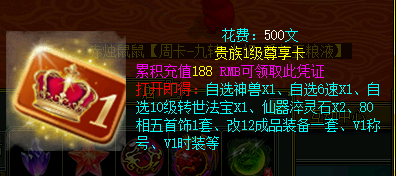 花费：500文
贵族1级尊享卡
累积充值188 RMB可领取此凭证
打开即得：自选神兽x1、自选6速x1、自
选10级转世法宝x1、仙器淬灵石x2、80
相五首饰1套、改12成品装备一套、V1称
号、V1时装等
1